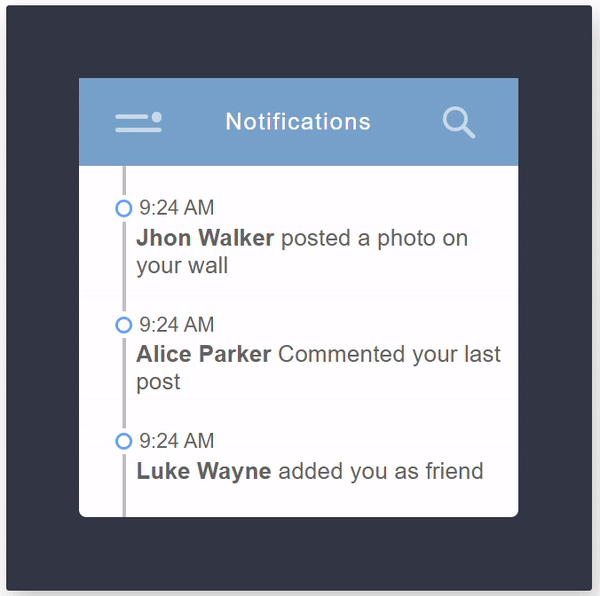 Notifications
9:24 AM
Jhon Walker posted a photo on
your wall
9:24 AM
Alice Parker Commented your last
post
9:24 AM
Luke Wayne added you as friend